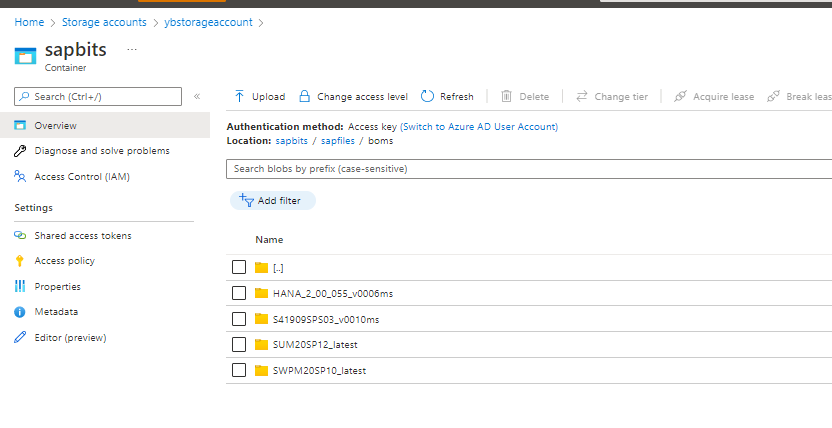 Home > Storage accounts > ybstorageaccount >
sapbits ...
Container
Search (Ctrl+/) «
Overview
Diagnose and solve problems
Access Control (IAM)
Settings
Shared access tokens
Access policy
Properties
Metadata
Editor (preview)
Upload Change access level Refresh Delete Change tier Acquire lease Break leas
Authentication method: Access key (Switch to Azure AD User Account)
Location: sapbits / sapfiles / boms
Search blobs by prefix (case-sensitive)
Add filter
Name
[..]
HANA_2_00_055_v0006ms
S41909SPS03_v0010ms
SUM20SP12_latest
SWPM20SP10_latest